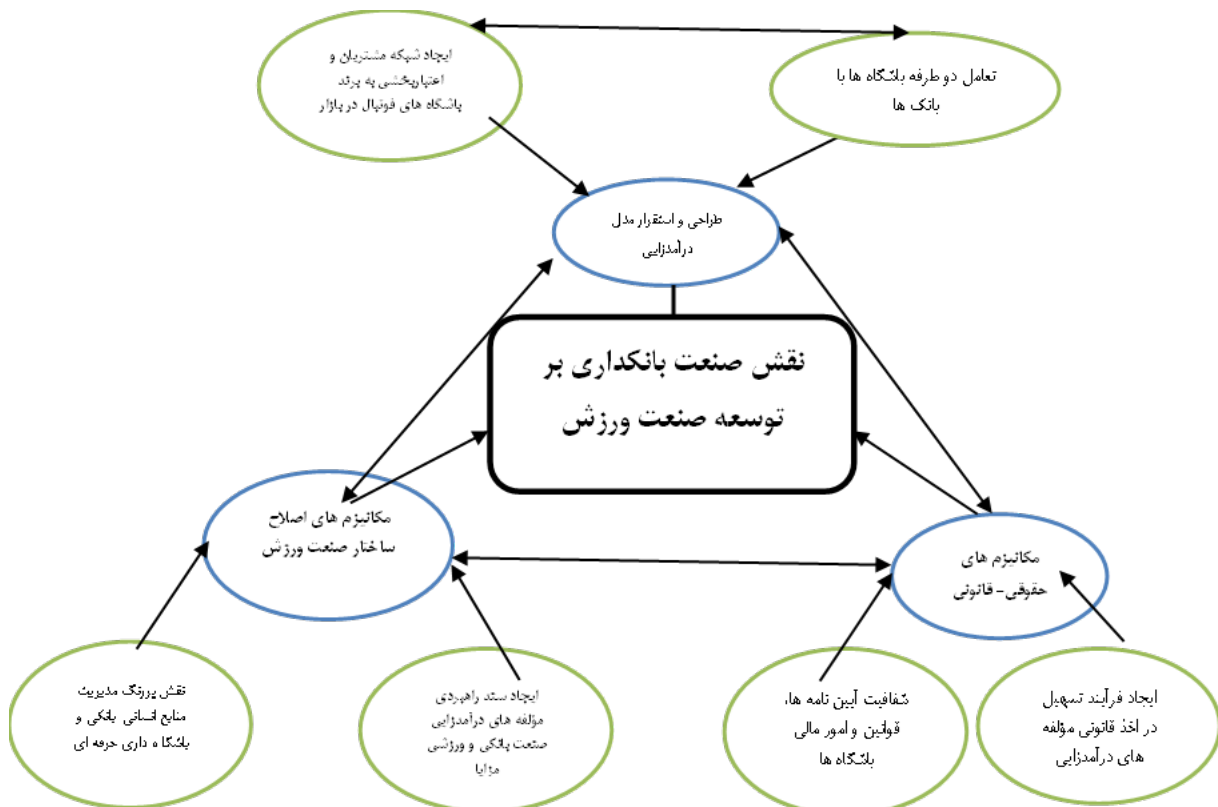 ایجاد شبکه مشتریان و
اعتباربخشی به برند
باشگاه های فوتبال در بازار
تعامل دو طرفه باشگاه ها با
بانک ها
طراحی و استقرار مدل
درآمدزایی
نقش صنعت بانکداری بر
توسعه صنعت ورزش
مکانیزم های اصلاح
ساختار صنعت ورزش
مکانیزم های
حقوقی- قانونی
نقش پررنگ مدیریت
منابع انسانی بانکی و
باشگاه داری حرفه ای
ایجاد سند راهبردی
مؤلفه های درآمدزایی
صنعت بانکی و ورزشی
مزایا
شفافیت آیین نامه ها،
قوانین و امور مالی
باشگاه ها
ایجاد فرآیند تسهیل
در اخذ قانونی مؤلفه
های درآمدزایی